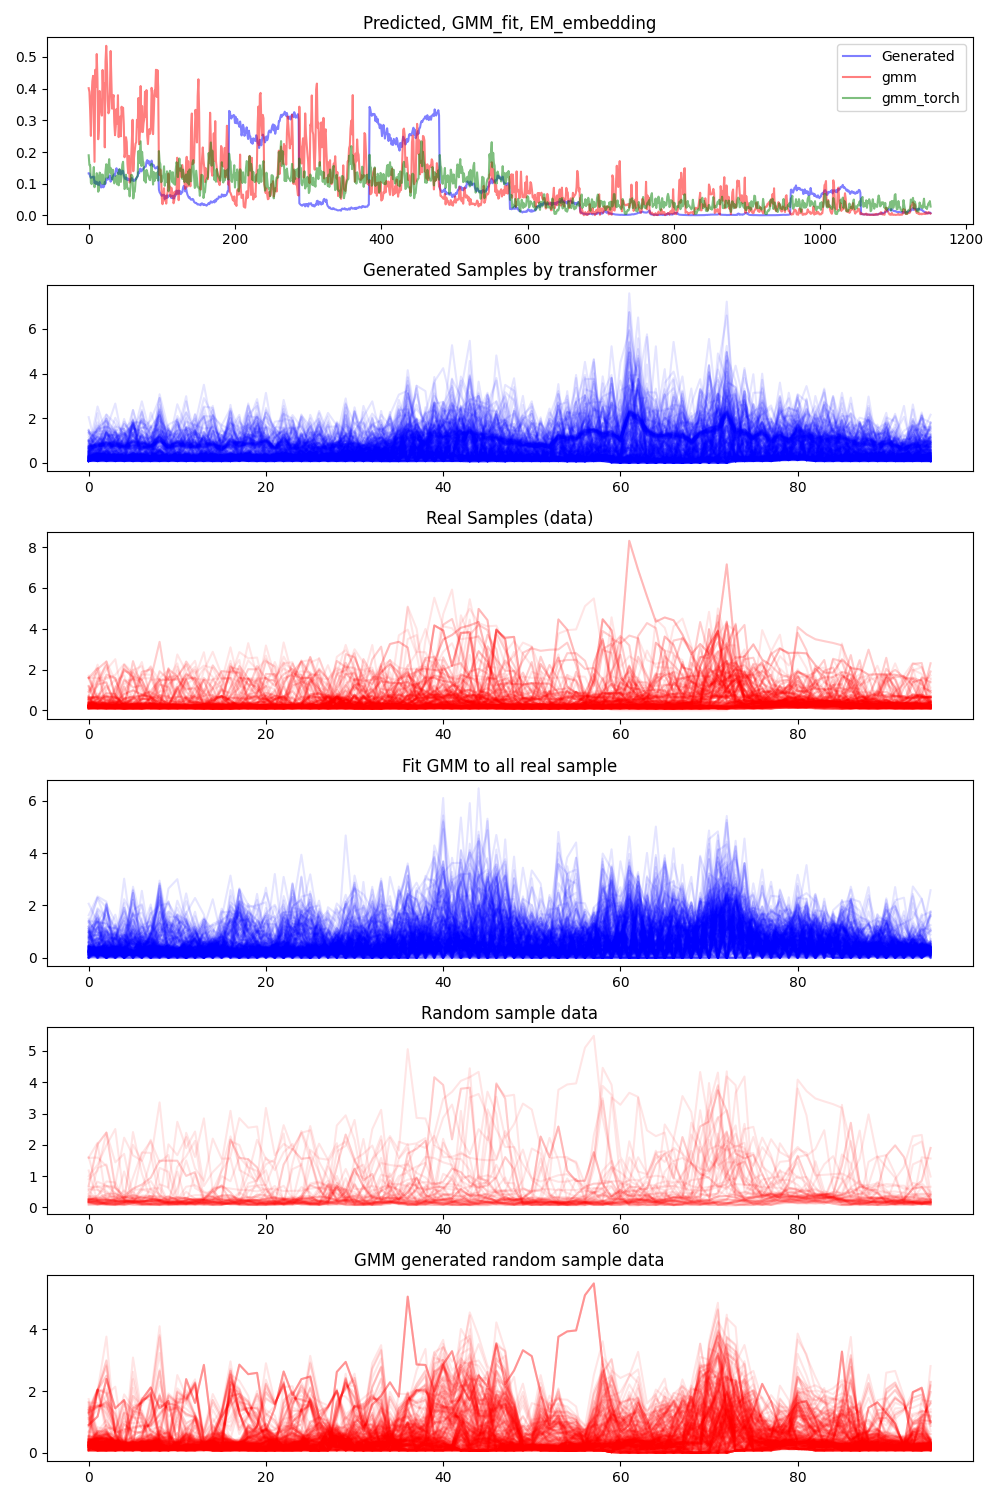 Predicted, GMM_fit, EM_embedding
0.5
0.4
0.3
0.2
0.1
0.0
Generated
gmm
gmm_torch
0 200 400 600 800 1000 1200
Generated Samples by transformer
6
4
2
0
0 20 40 60 80
Real Samples (data)
8
6
4
2
0
0 20 40 60 80
Fit GMM to all real sample
6
4
2
0
0 20 40 60 80
Random sample data
5
4
3
2
1
0
0 20 40 60 80
GMM generated random sample data
4
2
0
0 20 40 60 80